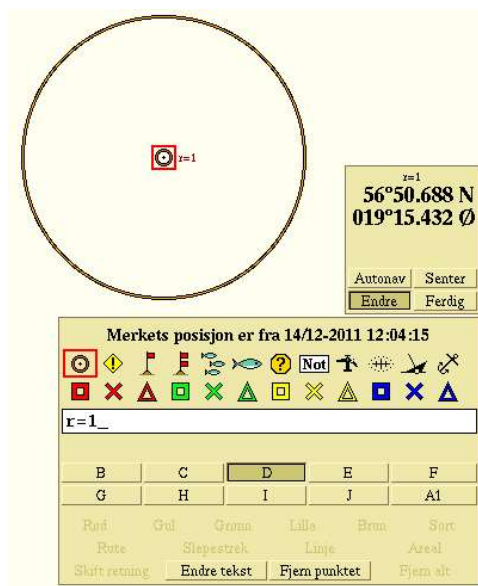 r=1
r=1
56°50.688 N
019°15.432 Ø
Autonav Senter
Endre Ferdig
Merkets posisjon er fra 14/12-2011 12:04:15
Not
r=1_
B C D E F
G H I J A1
Rød Gul Grønn Lilla Brun Sort
Rute Slepestrek Linje Areal
Skift retning Endre tekst Fjern punktet Fjern alt